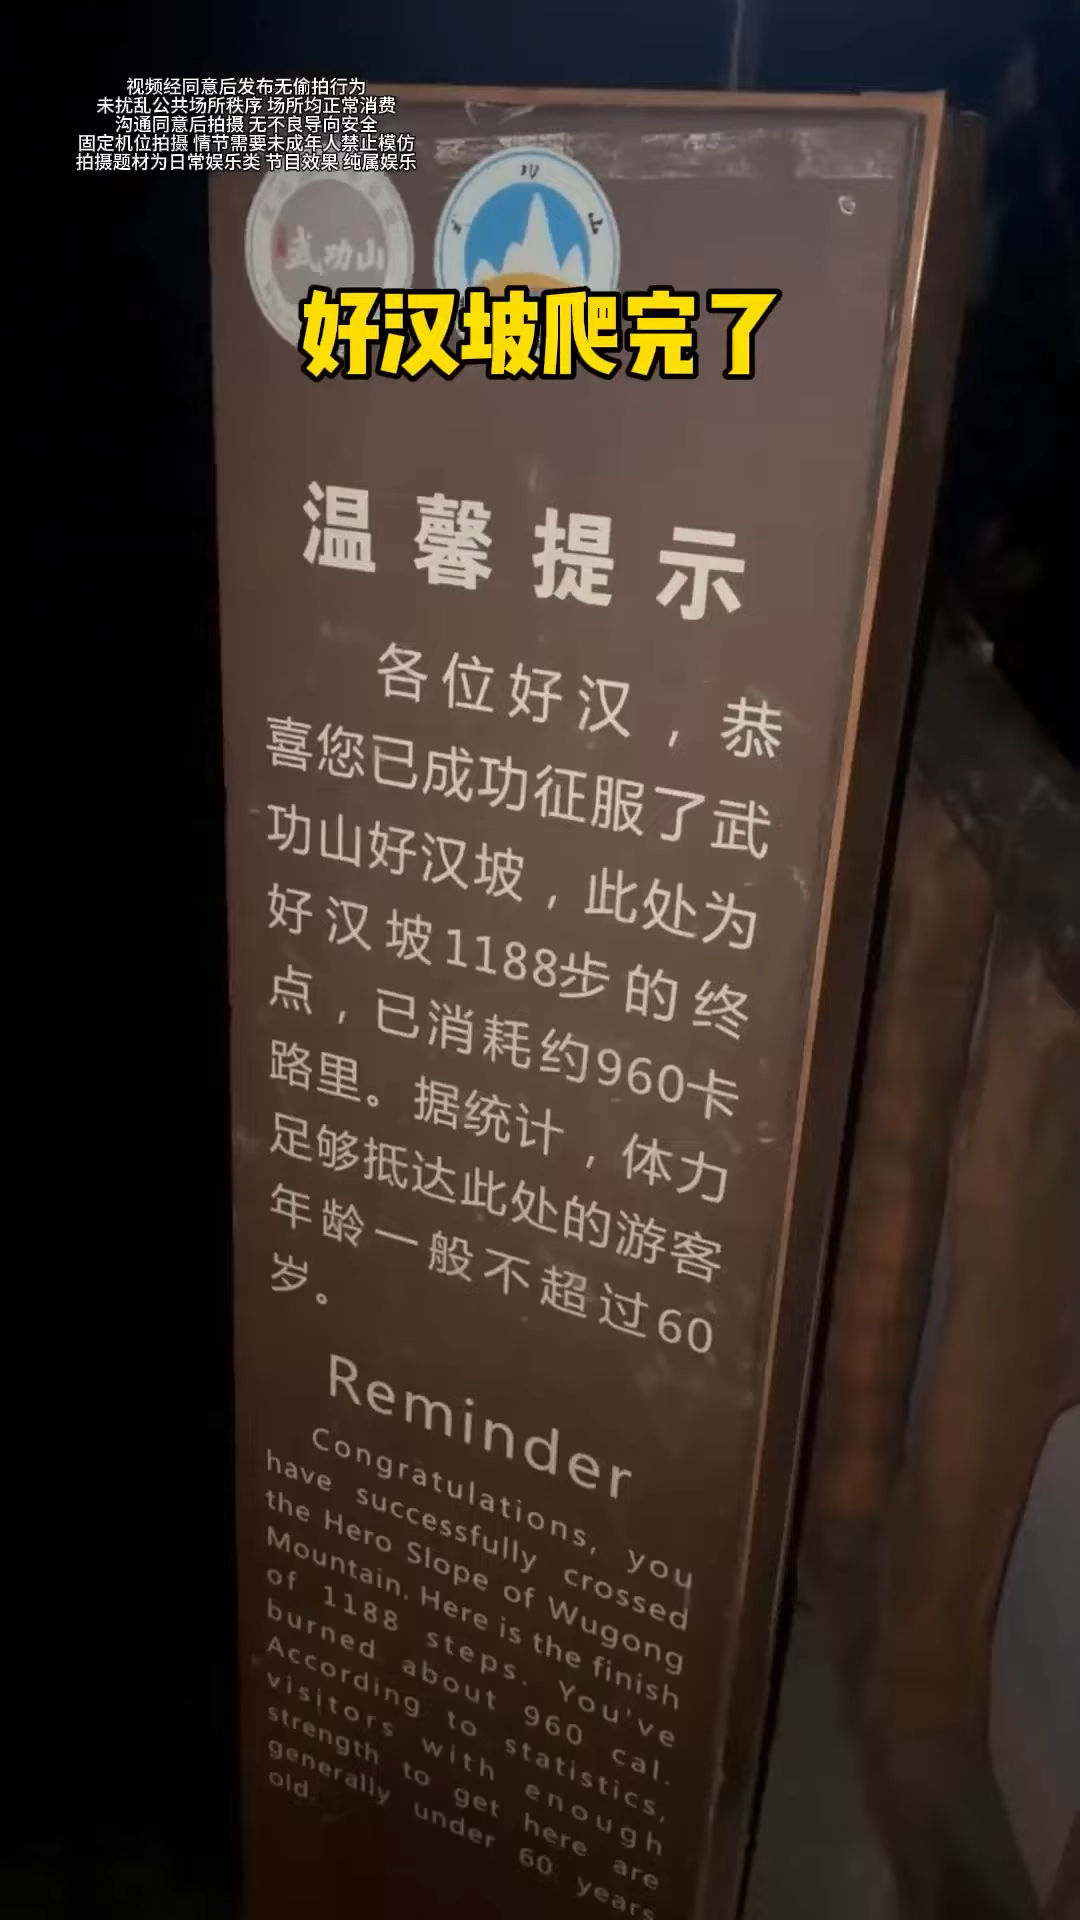 视频经同意后发布无偷拍行为
未扰乱公共场所秩序 场所均正常消费
沟通同意后拍摄 无不良导向安全
固定机位拍摄 情节需要未成年人禁止模仿
拍摄题材为日常娱乐类 节目效果 纯属娱乐
武功山
功
山
好汉坡爬完了
温馨提示
各位好汉，恭
喜您已成功征服了武
功山好汉坡，此处为
好汉坡1188步的终
点，已消耗约960卡
路里。据统计，体力
足够抵达此处的游客
年龄一般不超过60
岁。
Reminder
Congratulations, you
have successfully crossed
the Hero Slope of Wugong
Mountain. Here is the finish
of 1188 steps. You've
burned about 960 cal.
According to statistics,
visitors with enough
strength to get here are
generally under 60 years
old.